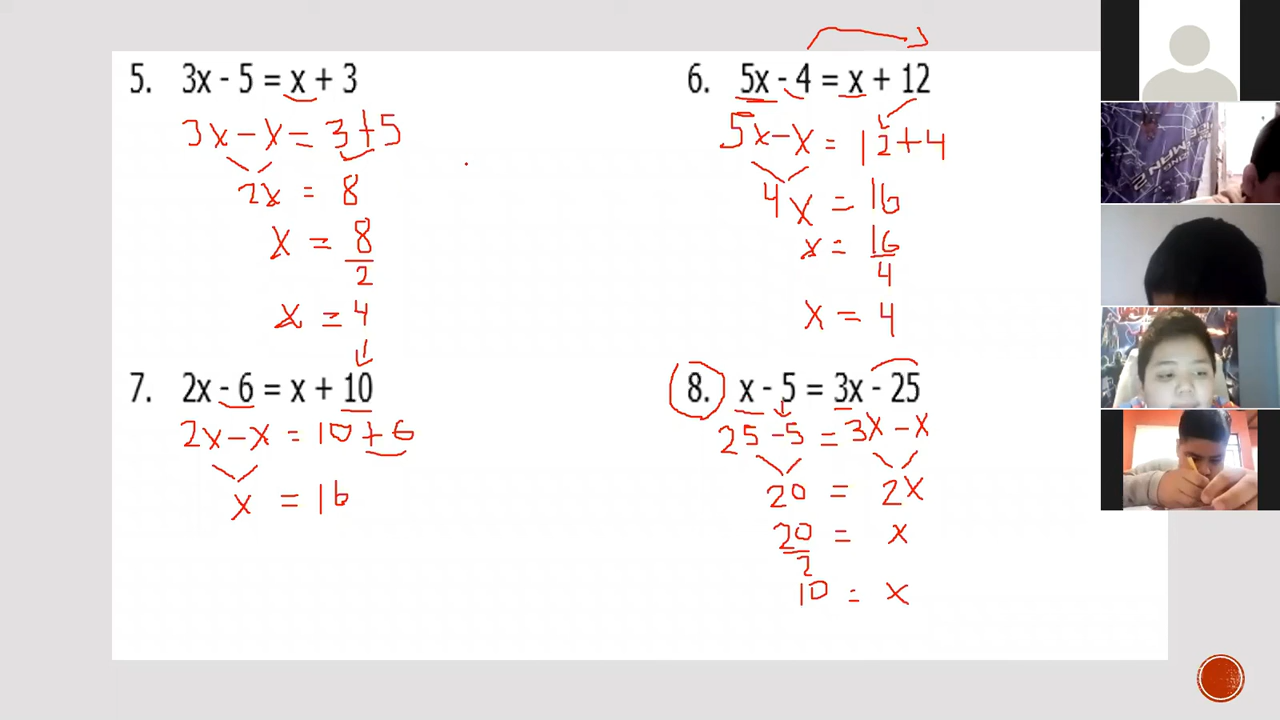 5. 3x - 5 = x + 3
3x - x = 3 + 5
2x = 8
x = 8/2
x = 4
6. 5x - 4 = x + 12
5x - x = 12 + 4
4x = 16
x = 16/4
x = 4
7. 2x - 6 = x + 10
2x - x = 10 + 6
x = 16
8. x - 5 = 3x - 25
25 - 5 = 3x - x
20 = 2x
20/2 = x
10 = x